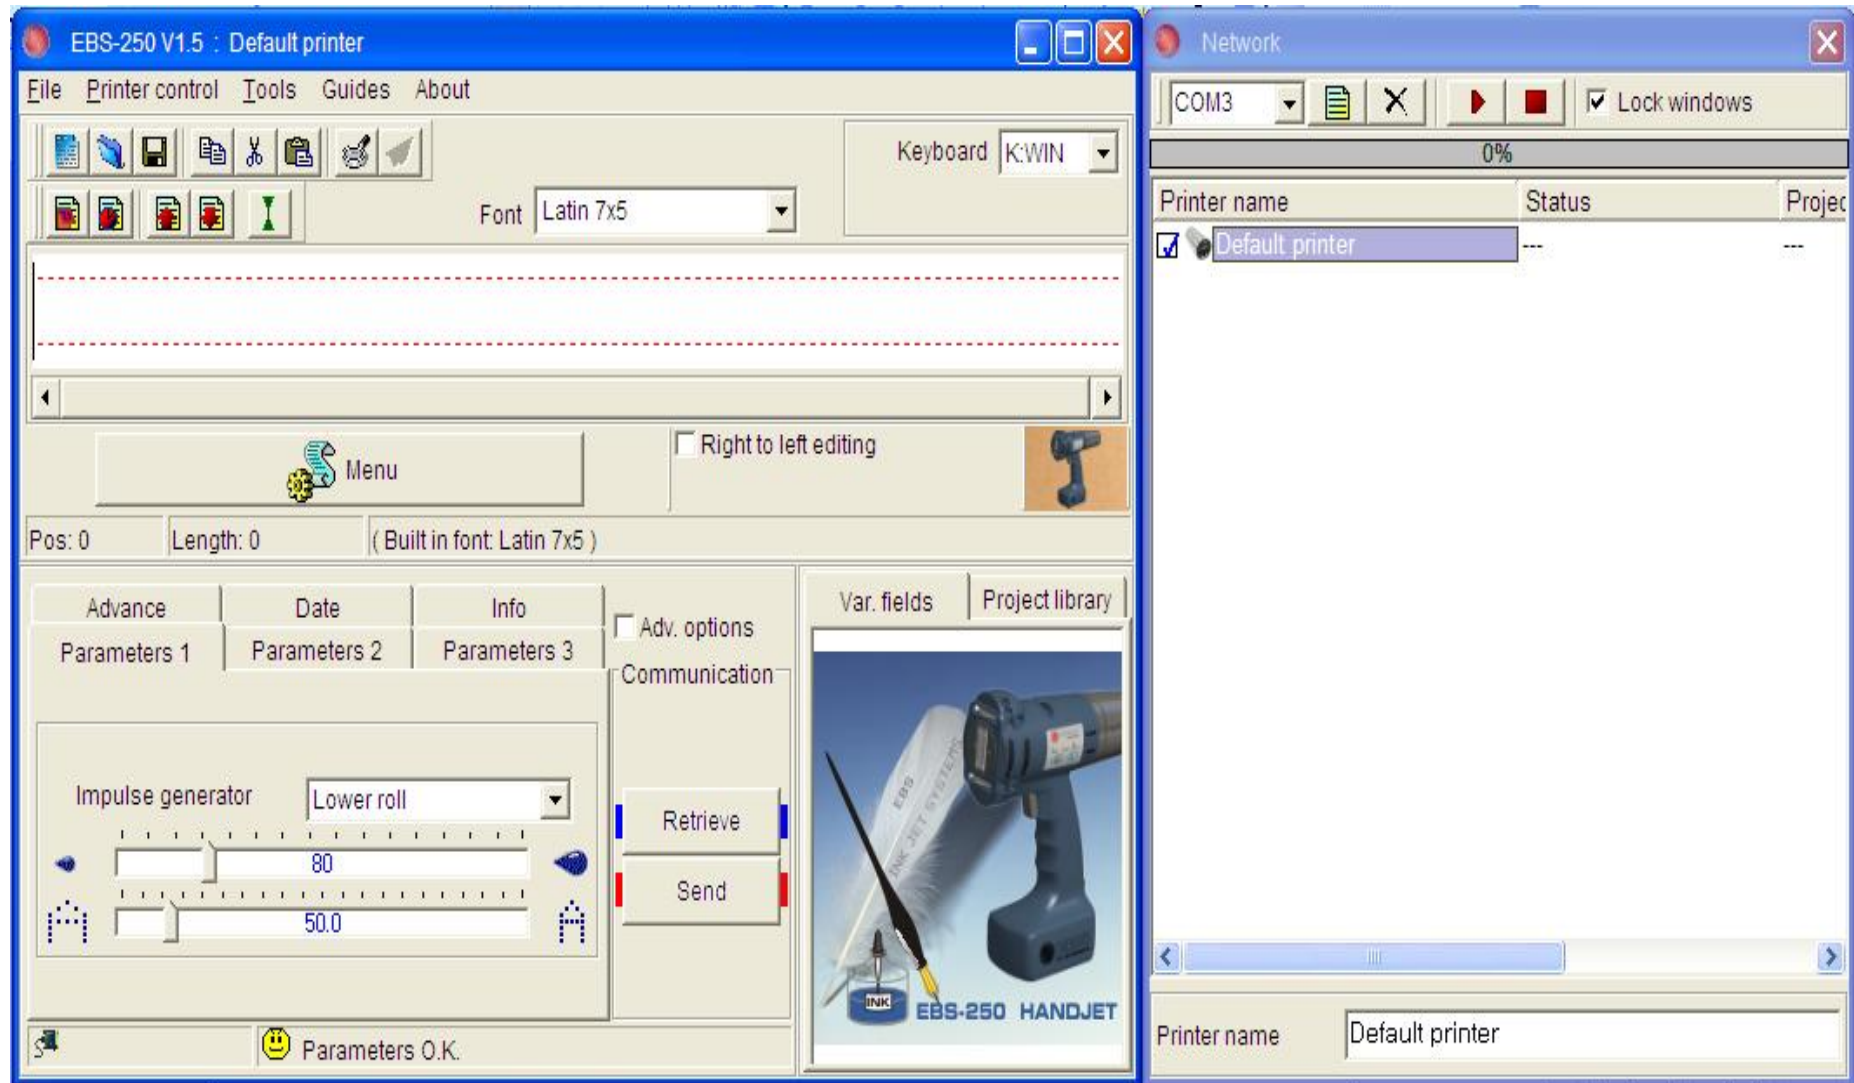 EBS-250 V1.5 : Default printer
File Printer control Tools Guides About
Keyboard K:WIN
Font Latin 7x5
Menu
Right to left editing
Pos: 0 Length: 0 ( Built in font: Latin 7x5 )
Advance Date Info
Parameters 1 Parameters 2 Parameters 3
Adv. options
Communication
Impulse generator Lower roll
80
50.0
Retrieve
Send
Parameters O.K.
Var. fields Project library
EBS
INK JET SYSTEMS
INK
EBS-250 HANDJET
Network
COM3 Lock windows
0%
Printer name Status Projec
Default printer --- ---
Printer name Default printer